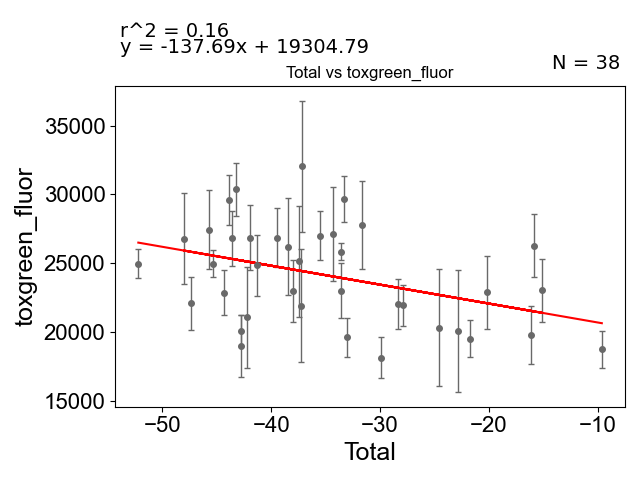 r^2 = 0.16
y = -137.69x + 19304.79
N = 38
Total vs toxgreen_fluor
35000
30000
25000
20000
15000
toxgreen_fluor
−50 −40 −30 −20 −10
Total